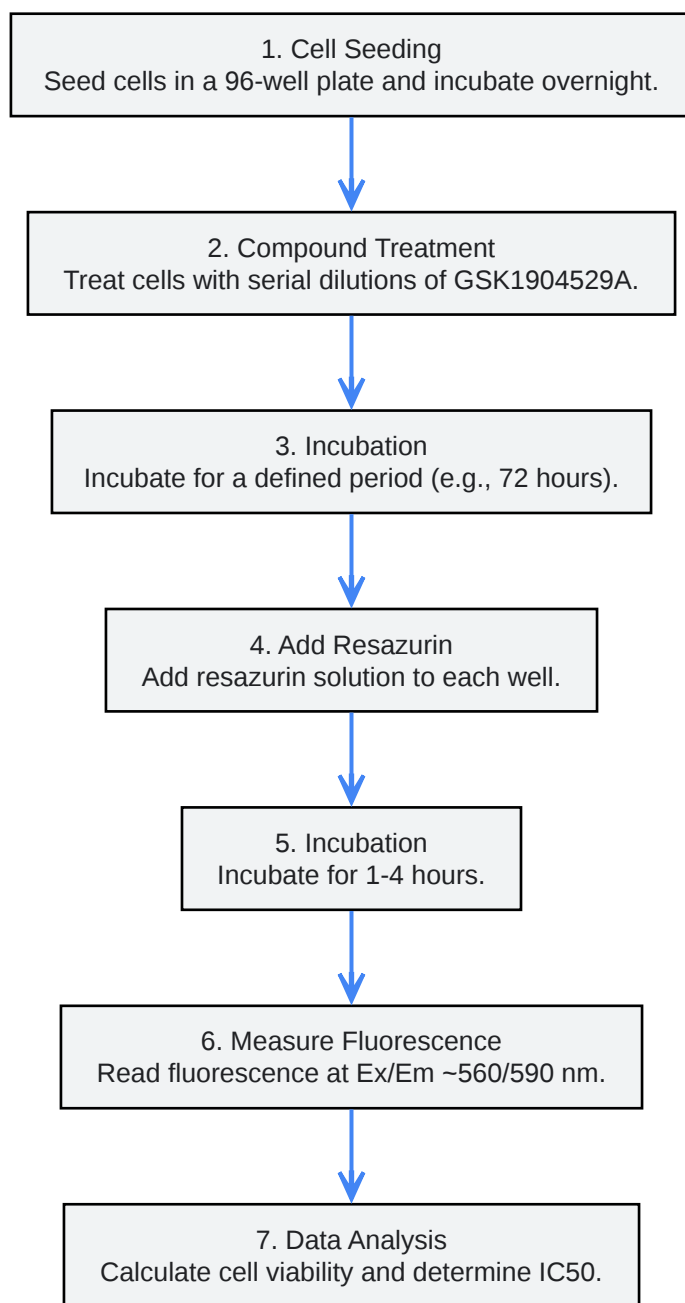 1. Cell Seeding
Seed cells in a 96-well plate and incubate overnight.
2. Compound Treatment
Treat cells with serial dilutions of GSK1904529A.
3. Incubation
Incubate for a defined period (e.g., 72 hours).
4. Add Resazurin
Add resazurin solution to each well.
5. Incubation
Incubate for 1-4 hours.
6. Measure Fluorescence
Read fluorescence at Ex/Em ~560/590 nm.
7. Data Analysis
Calculate cell viability and determine IC50.